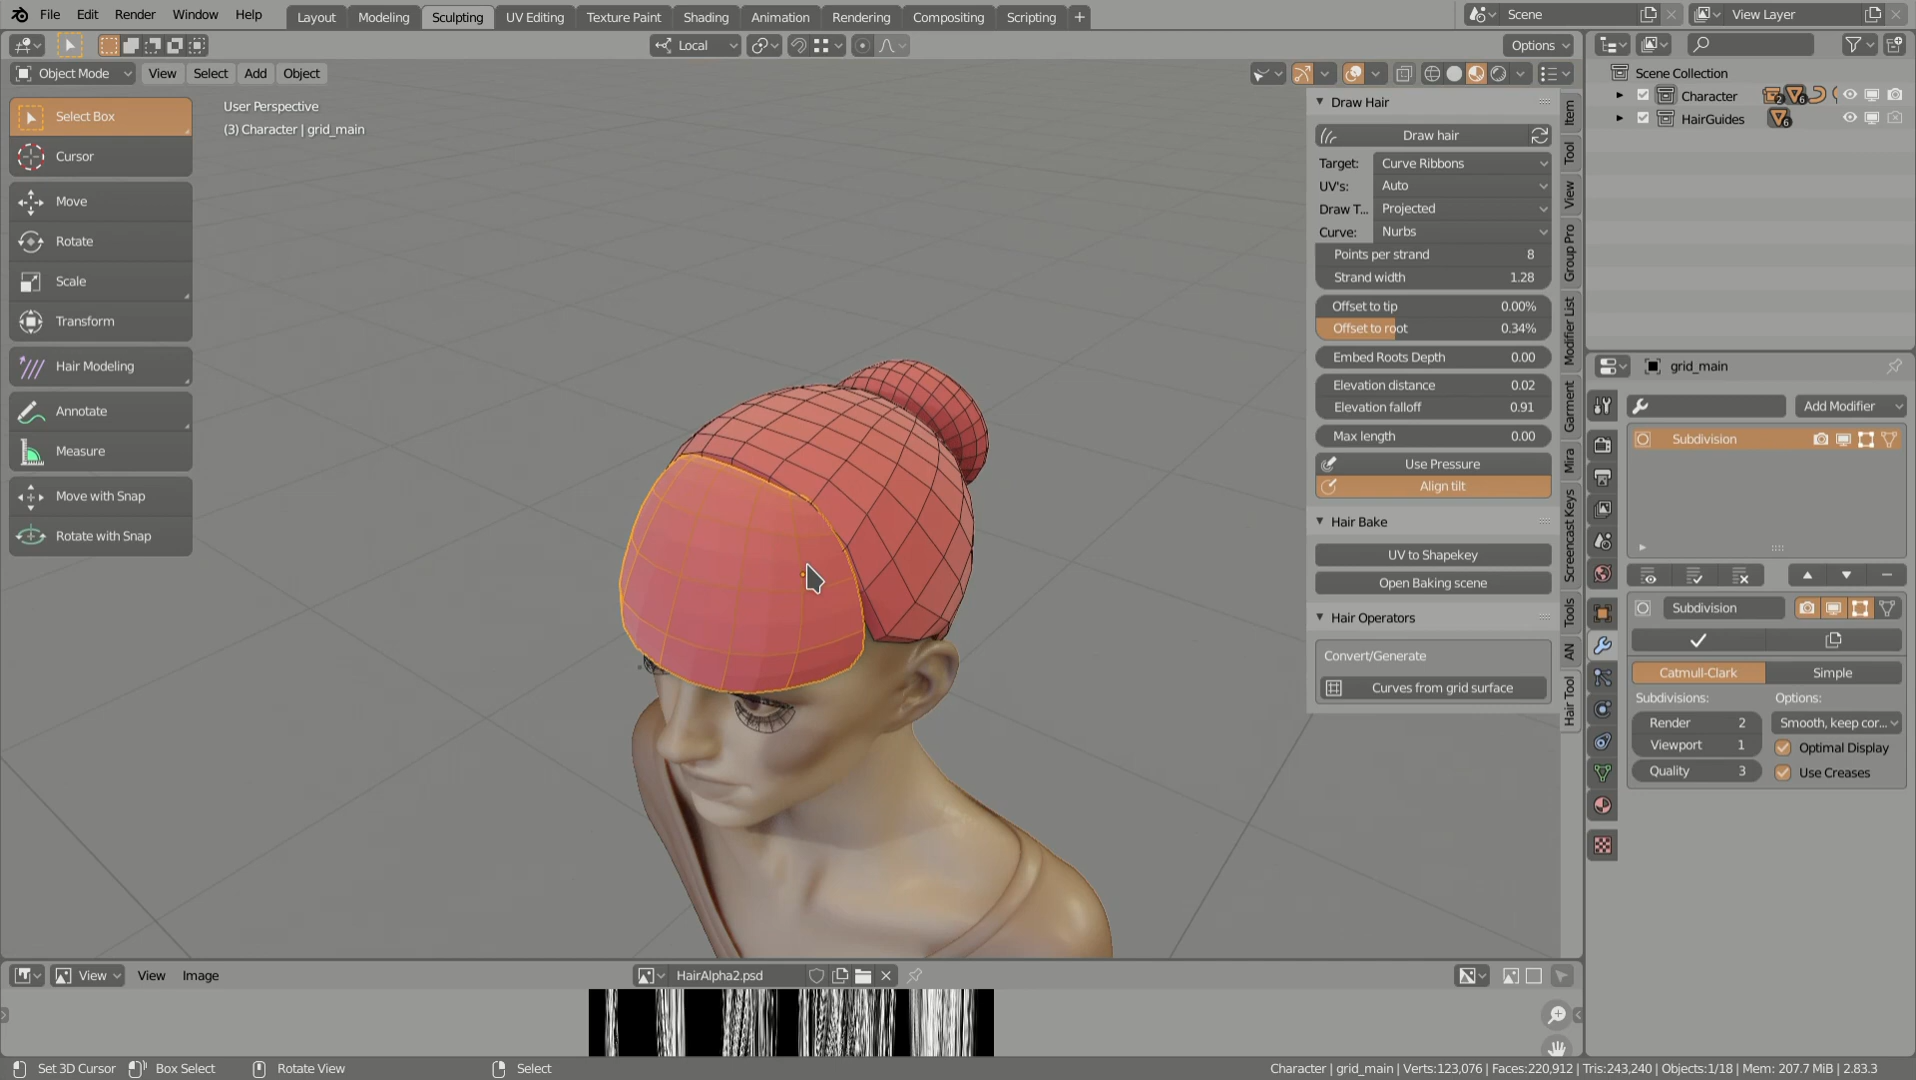 File Edit Render Window Help Layout Modeling Sculpting UV Editing Texture Paint Shading Animation Rendering Compositing Scripting + Scene View Layer
Local Options
Object Mode View Select Add Object
Scene Collection
Character 2 6
HairGuides 6
User Perspective
(3) Character | grid_main
Select Box
Cursor
Move
Rotate
Scale
Transform
Hair Modeling
Annotate
Measure
Move with Snap
Rotate with Snap
Draw Hair
Draw hair
Target: Curve Ribbons
UV's: Auto
Draw T... Projected
Curve: Nurbs
Points per strand 8
Strand width 1.28
Offset to tip 0.00%
Offset to root 0.34%
Embed Roots Depth 0.00
Elevation distance 0.02
Elevation falloff 0.91
Max length 0.00
Use Pressure
Align tilt
Hair Bake
UV to Shapekey
Open Baking scene
Hair Operators
Convert/Generate
Curves from grid surface
Item
Tool
View
Group Pro
Modifier List
Garment
Mira
Screencast Keys
Tools
AN
Hair Tool
grid_main
Add Modifier
Subdivision
Subdivision
Catmull-Clark Simple
Subdivisions: Options:
Render 2 Smooth, keep cor...
Viewport 1 Optimal Display
Quality 3 Use Creases
View View Image HairAlpha2.psd
Set 3D Cursor Box Select Rotate View Select Character | grid_main | Verts:123,076 | Faces:220,912 | Tris:243,240 | Objects:1/18 | Mem: 207.7 MiB | 2.83.3